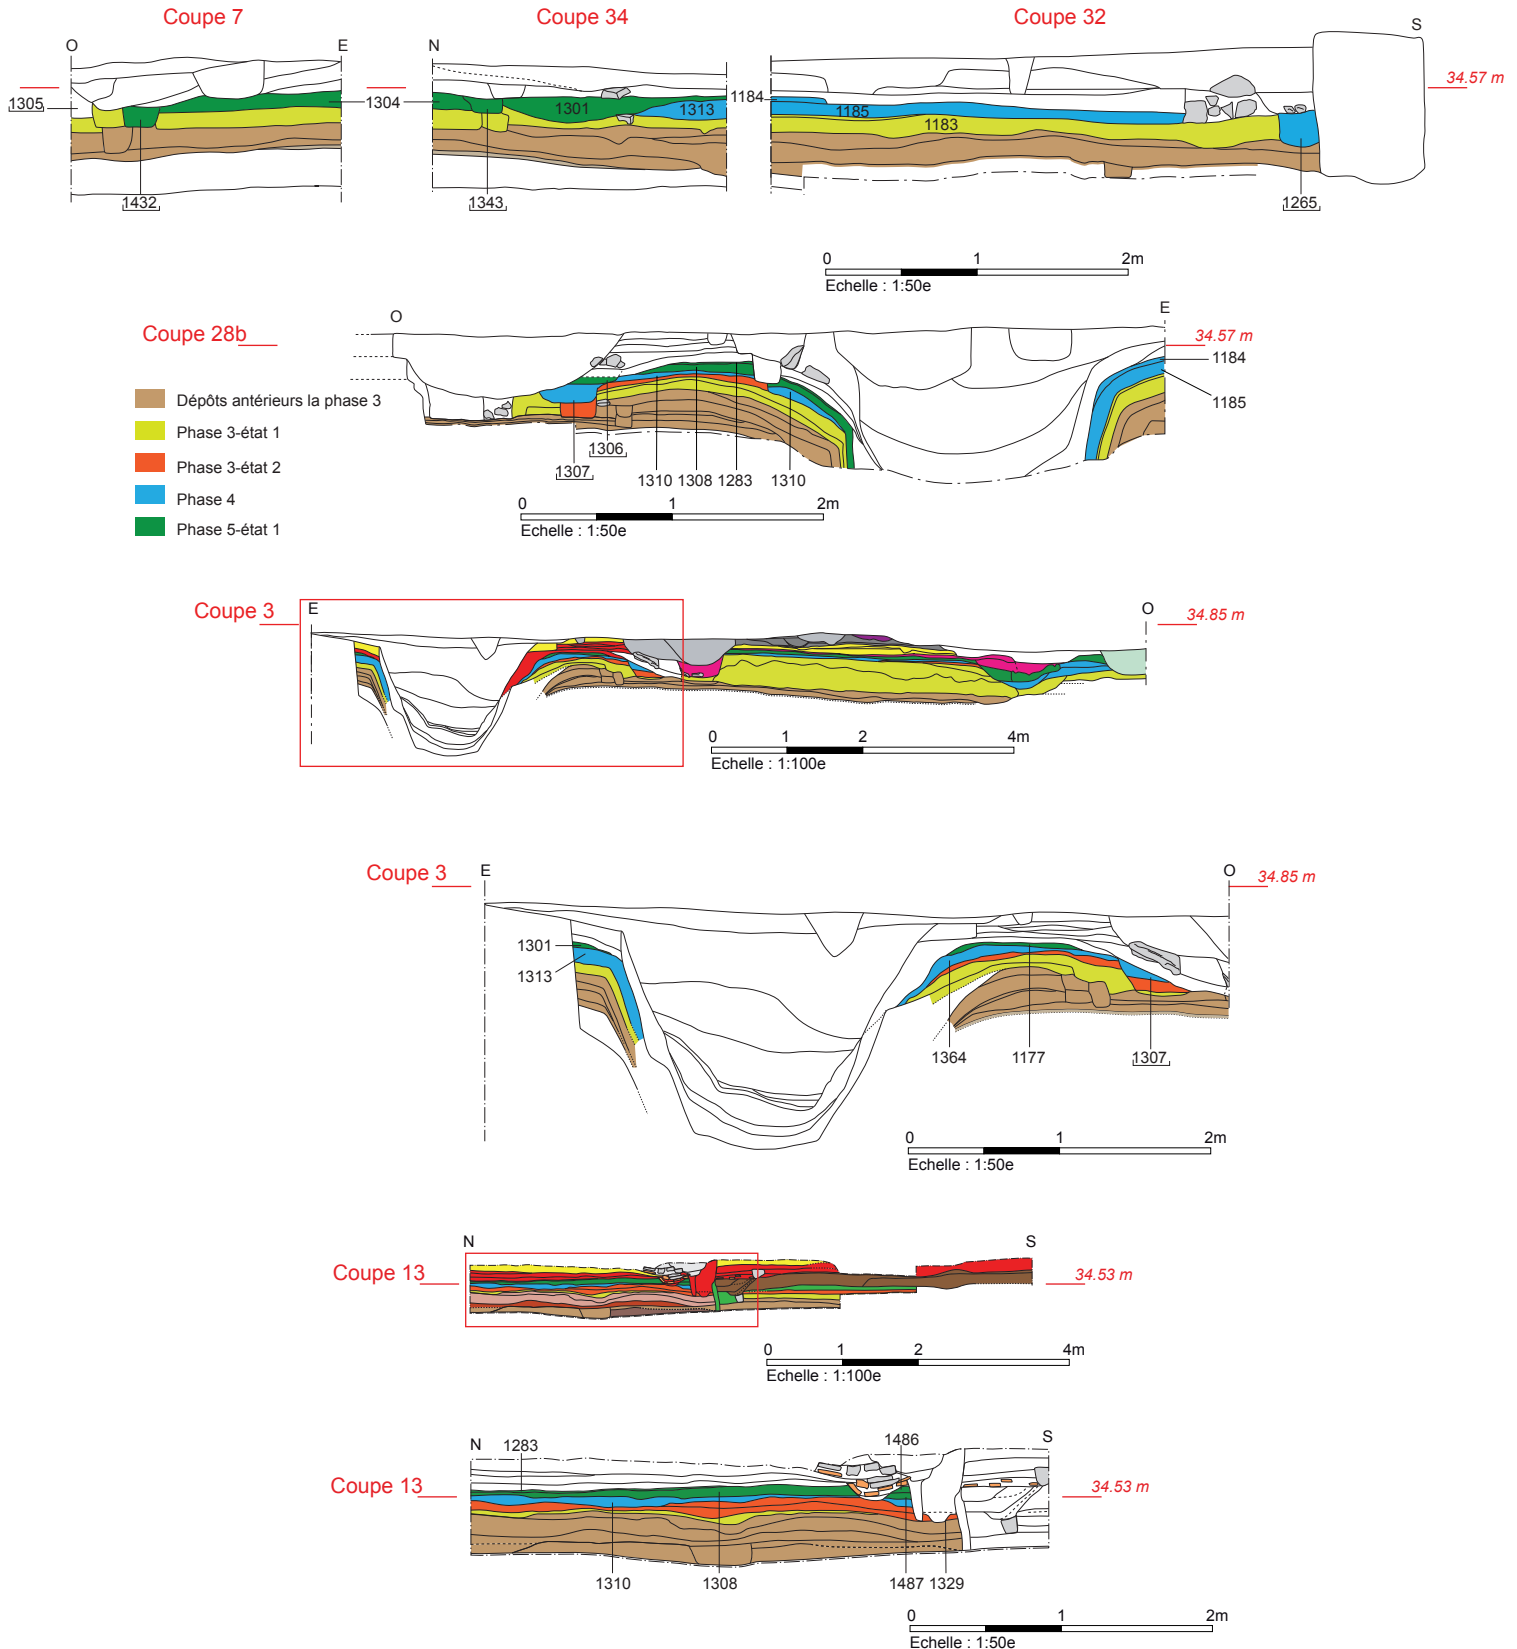 Coupe 7
Coupe 34
Coupe 32
O
E
N
S
34.57 m
1305
1304
1301
1313
1184
1185
1183
1432
1343
1265
0 1 2m
Echelle : 1:50e
Coupe 28b
O
E
34.57 m
1184
1185
Dépôts antérieurs la phase 3
Phase 3-état 1
Phase 3-état 2
Phase 4
Phase 5-état 1
1306
1307
1310 1308 1283 1310
0 1 2m
Echelle : 1:50e
Coupe 3
E
O
34.85 m
0 1 2 4m
Echelle : 1:100e
Coupe 3
E
O
34.85 m
1301
1313
1364
1177
1307
0 1 2m
Echelle : 1:50e
N
S
Coupe 13
34.53 m
0 1 2 4m
Echelle : 1:100e
N
1283
1486
S
Coupe 13
34.53 m
1310
1308
1487 1329
0 1 2m
Echelle : 1:50e